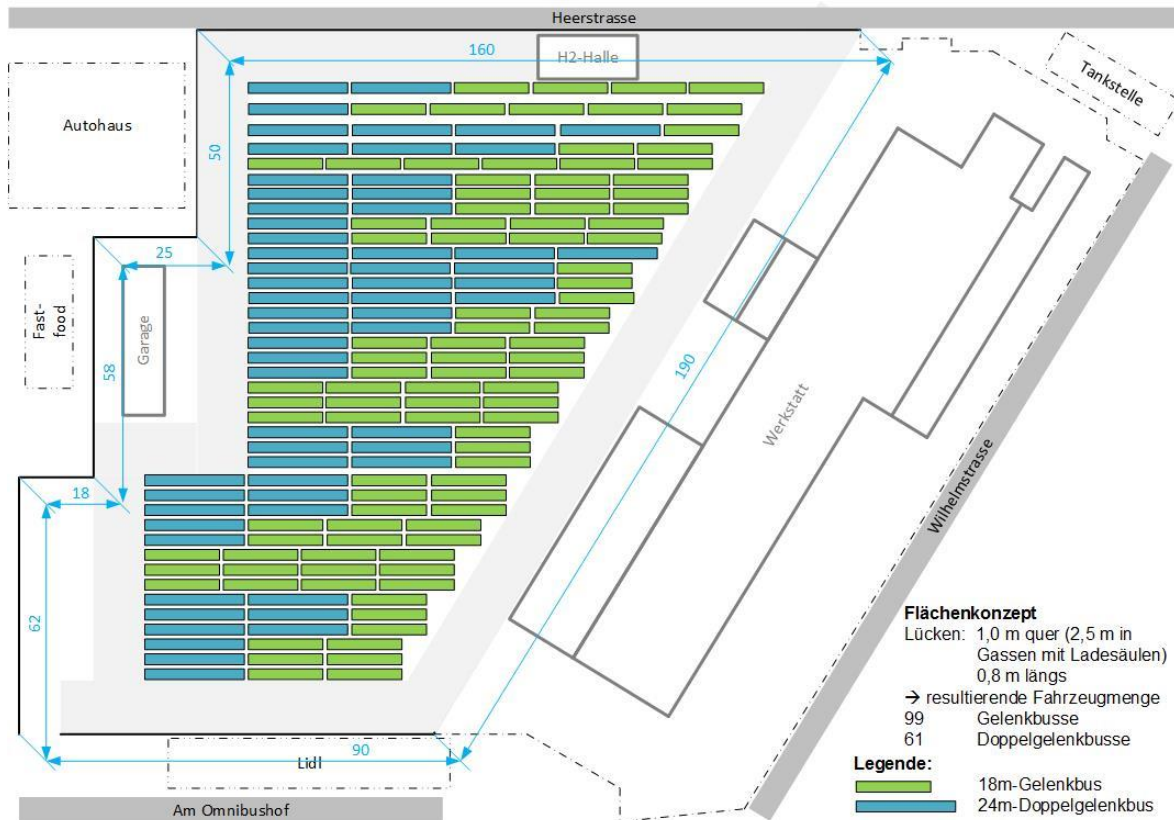 Heerstrasse
160
H2-Halle
Tankstelle
Autohaus
50
25
Fast-
food
Garage
58
190
Werkstatt
18
Wilhelmstrasse
62
Flächenkonzept
Lücken: 1,0 m quer (2,5 m in
Gassen mit Ladesäulen)
0,8 m längs
→ resultierende Fahrzeugmenge
99 Gelenkbusse
61 Doppelgelenkbusse
90
Lidl
Legende:
18m-Gelenkbus
24m-Doppelgelenkbus
Am Omnibushof